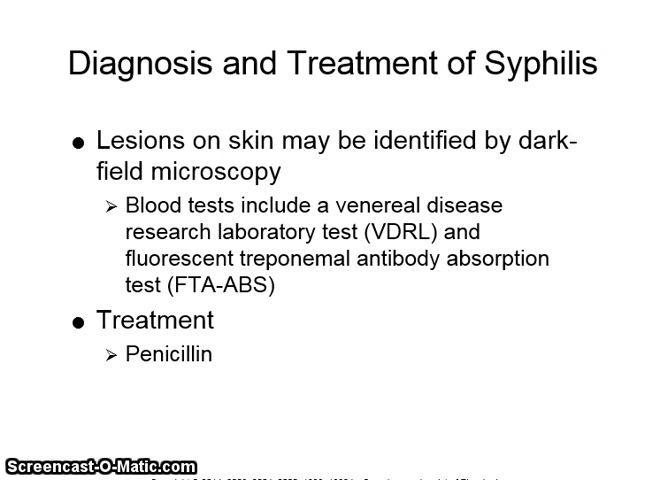 Diagnosis and Treatment of Syphilis
● Lesions on skin may be identified by dark-
field microscopy
➢ Blood tests include a venereal disease
research laboratory test (VDRL) and
fluorescent treponemal antibody absorption
test (FTA-ABS)
● Treatment
➢ Penicillin
Screencast-O-Matic.com